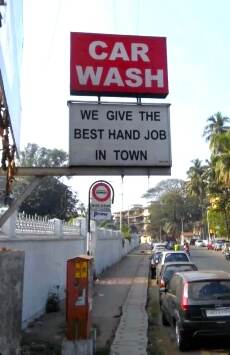 CAR
WASH
WE GIVE THE
BEST HAND JOB
IN TOWN